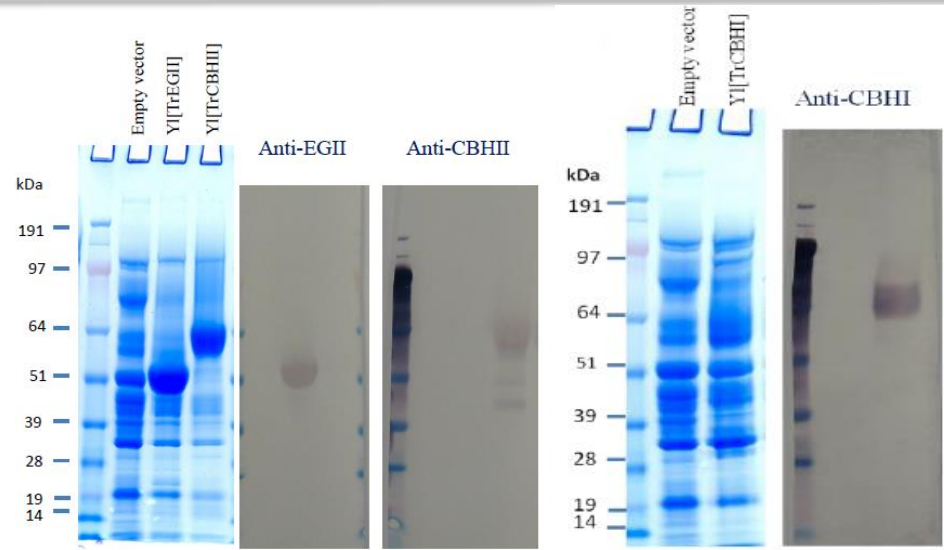 Empty vector
Yl[TrEGII]
Yl[TrCBHII]
Anti-EGII
Anti-CBHII
kDa
191
97
64
51
39
28
19
14
Empty vector
Yl[TrCBHI]
Anti-CBHI
kDa
191
97
64
51
39
28
19
14